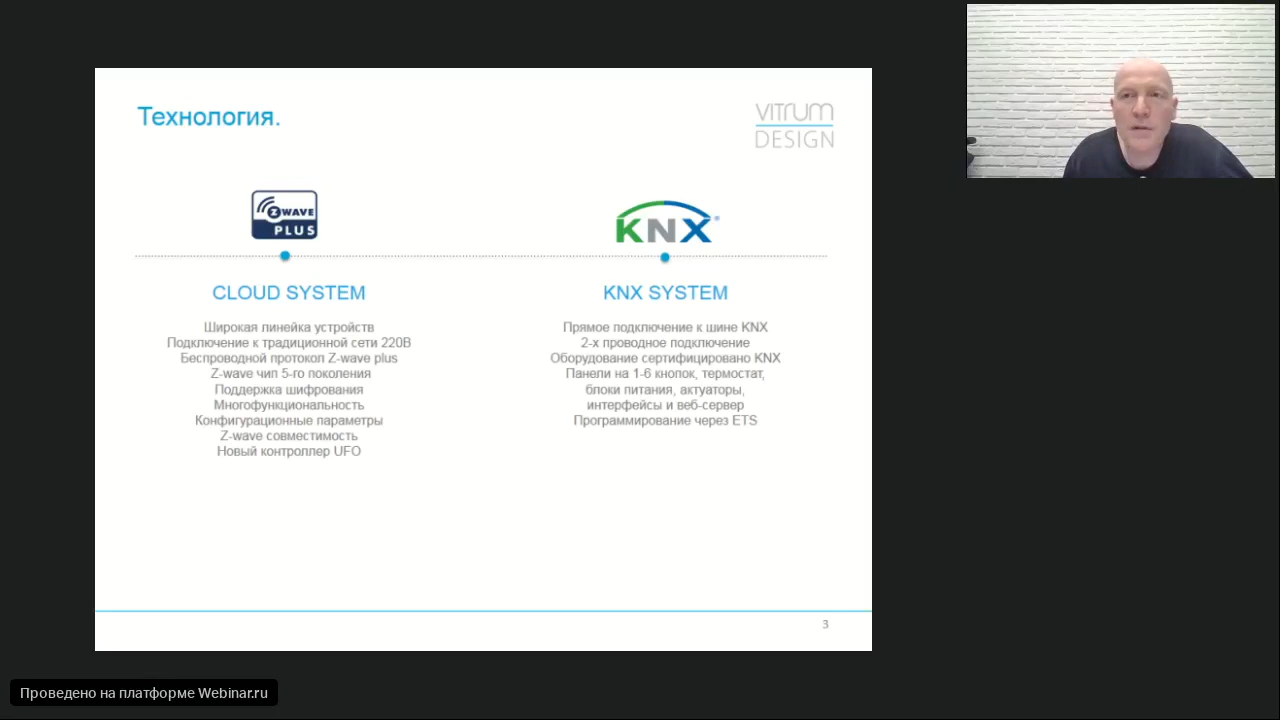 Технология.
VITRUM
DESIGN
Z WAVE
PLUS
KNX®
CLOUD SYSTEM
Широкая линейка устройств
Подключение к традиционной сети 220В
Беспроводной протокол Z-wave plus
Z-wave чип 5-го поколения
Поддержка шифрования
Многофункциональность
Конфигурационные параметры
Z-wave совместимость
Новый контроллер UFO
KNX SYSTEM
Прямое подключение к шине KNX
2-х проводное подключение
Оборудование сертифицировано KNX
Панели на 1-6 кнопок, термостат,
блоки питания, актуаторы,
интерфейсы и веб-сервер
Программирование через ETS
3
Проведено на платформе Webinar.ru